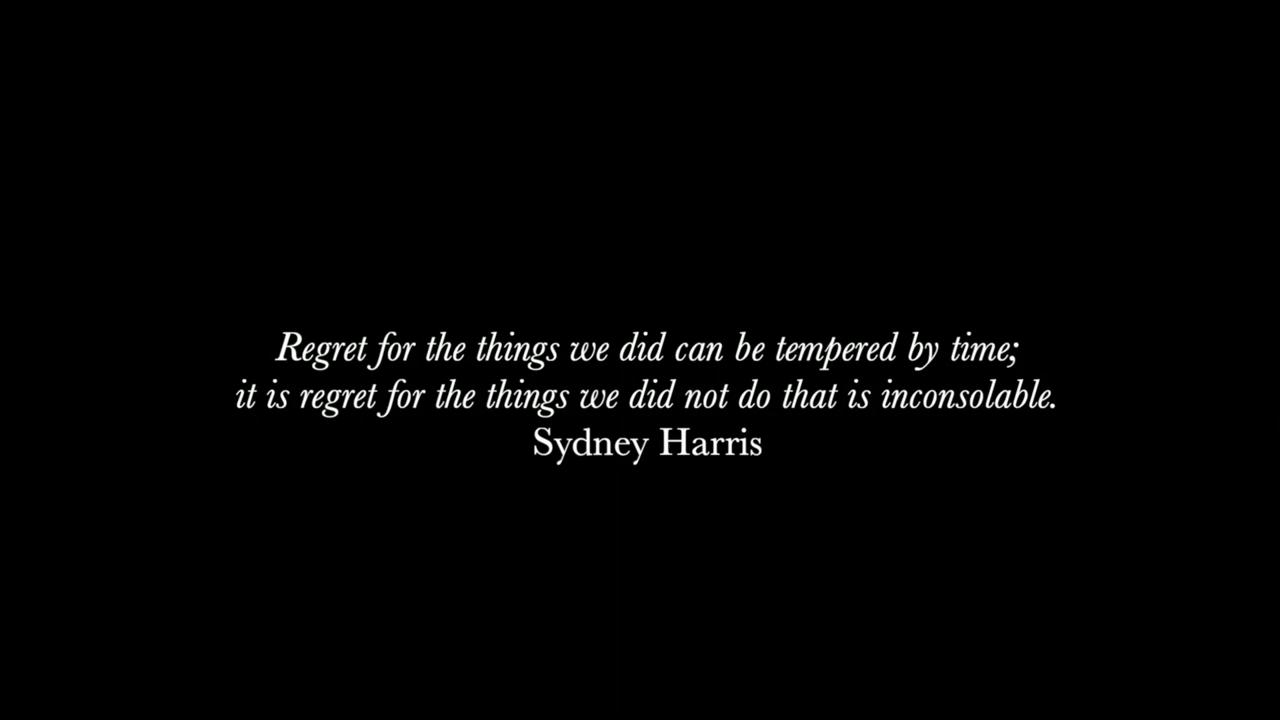 Regret for the things we did can be tempered by time;
it is regret for the things we did not do that is inconsolable.
Sydney Harris